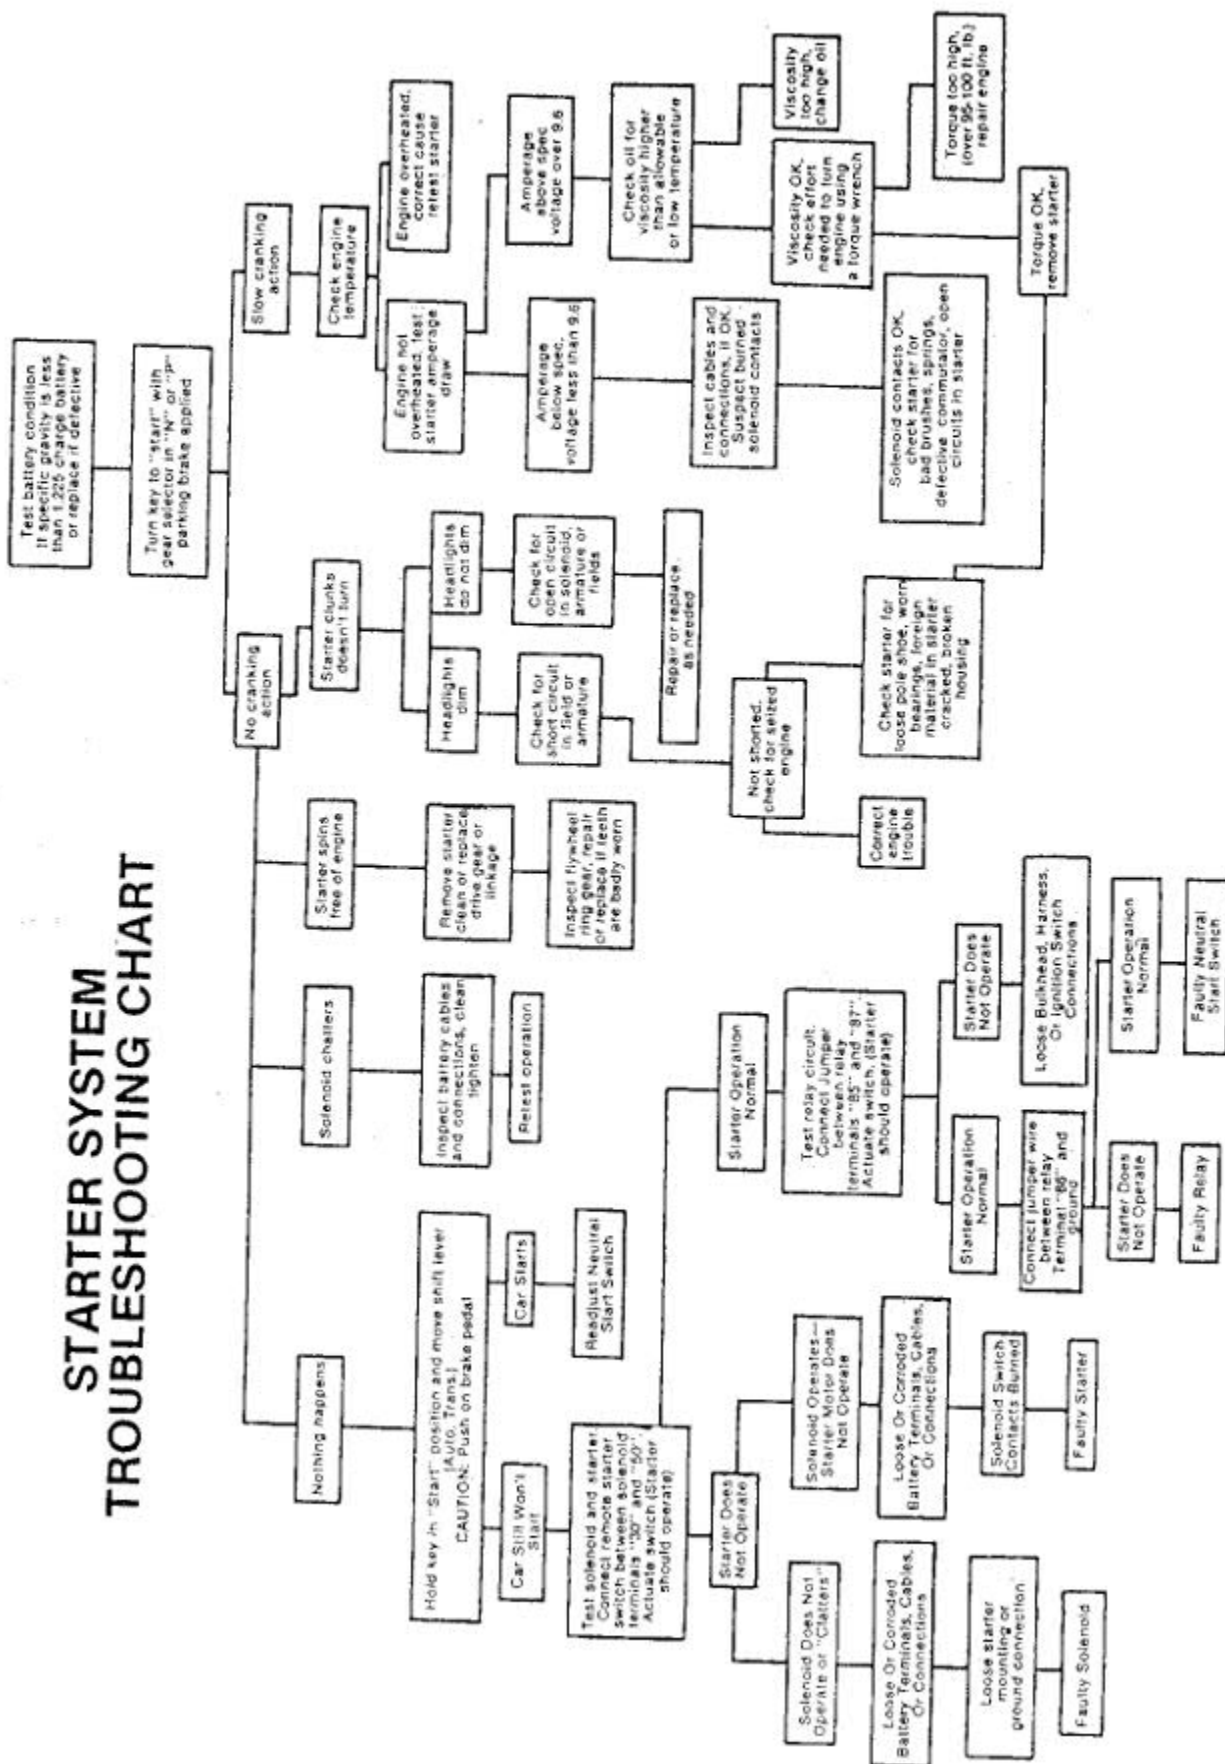 STARTER SYSTEM
TROUBLESHOOTING CHART
Test battery condition
If specific gravity is less
than 1.225 charge battery
or replace if defective
Turn key to "start" with
gear selector in "N" or "P"
parking brake applied
No cranking
action
Slow cranking
action
Nothing happens
Solenoid chatters
Starter spins
free of engine
Starter clunks
doesn't turn
Check engine
temperature
Hold key in "Start" position and move shift lever
(Auto. Trans.)
CAUTION: Push on brake pedal
Inspect battery cables
and connections, clean
tighten
Remove starter
clean or replace
drive gear or
linkage
Headlights
dim
Headlights
do not dim
Engine not
overheated, test
starter amperage
draw
Engine overheated,
correct cause
retest starter
Car Still Won't
Start
Car Starts
Retest operation
Inspect flywheel
ring gear, repair
or replace if teeth
are badly worn
Check for
short circuit
in field or
armature
Check for
open circuit
in solenoid,
armature or
fields
Amperage
below spec,
voltage less than 9.6
Amperage
above spec
voltage over 9.6
Test solenoid and starter.
Connect remote starter
switch between solenoid
terminals "30" and "50".
Actuate switch (Starter
should operate)
Readjust Neutral
Start Switch
Repair or replace
as needed
Inspect cables and
connections, if OK,
Suspect burned
solenoid contacts
Check oil for
viscosity higher
than allowable
or low temperature
Starter Does
Not Operate
Starter Operation
Normal
Not shorted,
check for seized
engine
Viscosity OK,
check effort
needed to turn
engine using
a torque wrench
Viscosity
too high,
change oil
Solenoid Does Not
Operate or "Clatters"
Solenoid Operates—
Starter Motor Does
Not Operate
Test relay circuit.
Connect Jumper
between relay
terminals "85" and "87".
Actuate switch. (Starter
should operate)
Correct
engine
trouble
Check starter for
loose pole shoe, worn
bearings, foreign
material in starter
cracked, broken
housing
Solenoid contacts OK,
check starter for
bad brushes, springs,
defective commutator, open
circuits in starter
Torque too high,
(over 95-100 ft. lb.)
repair engine
Loose Or Corroded
Battery Terminals, Cables,
Or Connections
Loose Or Corroded
Battery Terminals, Cables,
Or Connections
Starter Operation
Normal
Starter Does
Not Operate
Torque OK,
remove starter
Loose starter
mounting or
ground connection
Solenoid Switch
Contacts Burned
Connect jumper wire
between relay
Terminal "86" and
ground
Loose Bulkhead, Harness,
Or Ignition Switch
Connections
Faulty Solenoid
Faulty Starter
Starter Does
Not Operate
Starter Operation
Normal
Faulty Relay
Faulty Neutral
Start Switch